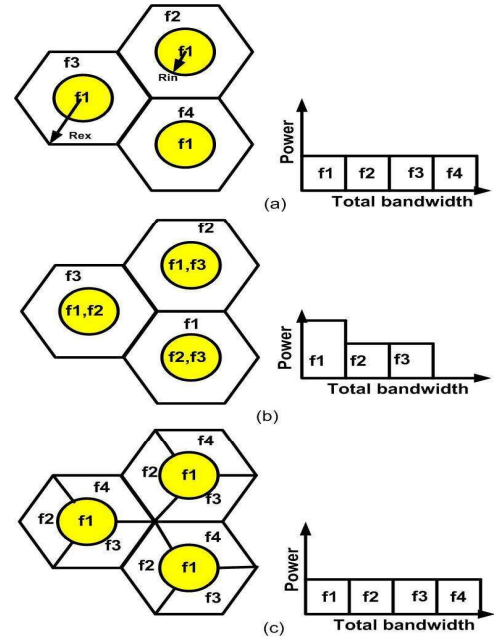 f2
f1
Rin
f3
f1
Rex
f4
f1
Power
f1 f2 f3 f4
Total bandwidth
(a)
f2
f1,f3
f3
f1,f2
f1
f2,f3
Power
f1 f2 f3
Total bandwidth
(b)
f4
f2 f1
f3
f4
f2 f1
f3
f4
f2 f1
f3
Power
f1 f2 f3 f4
Total bandwidth
(c)